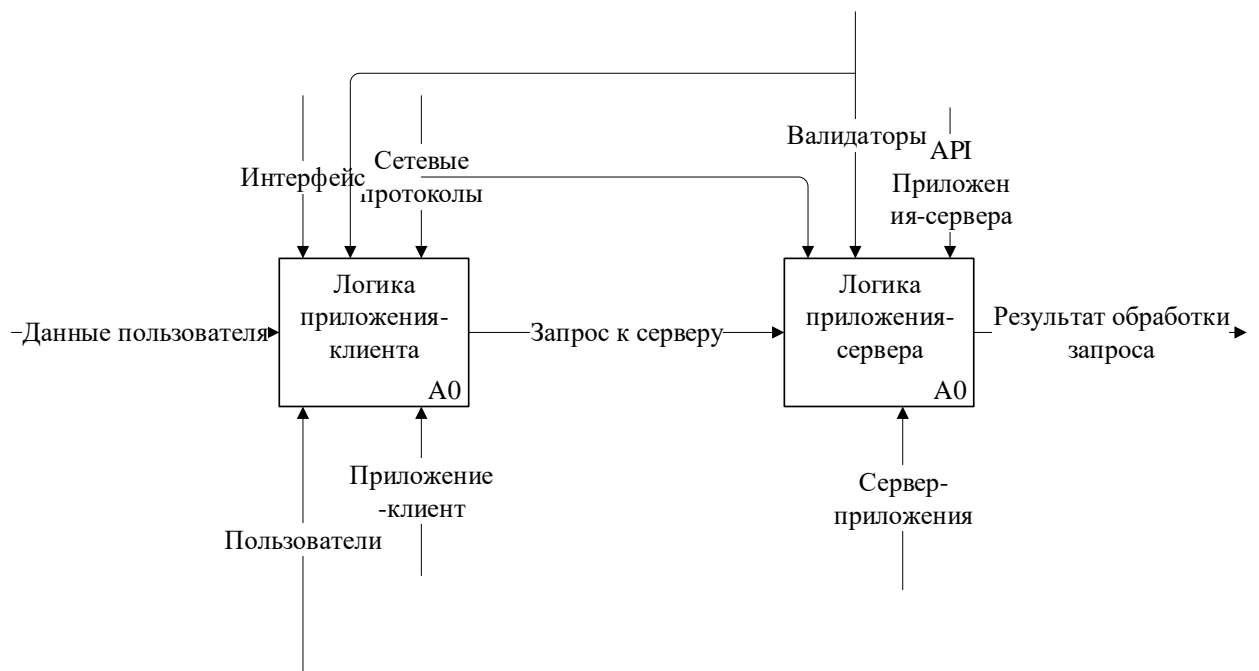 Валидаторы
API
Приложен
ия-сервера
Интерфейс
Сетевые
протоколы
Логика
приложения-
клиента
A0
Логика
приложения-
сервера
A0
Данные пользователя
Запрос к серверу
Результат обработки
запроса
Приложение
-клиент
Сервер-
приложения
Пользователи